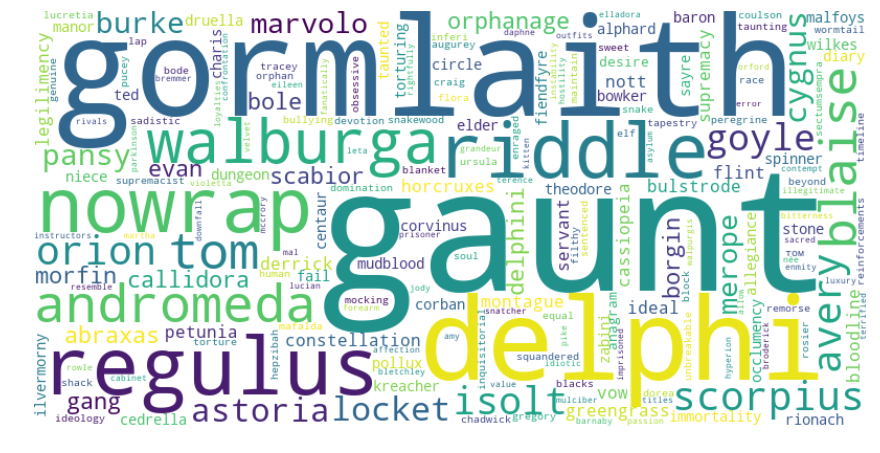 gormlaith
gaunt
delphi
riddle
regulus
nowrap
walburga
andromeda
blaise
scorpius
orion
tom
astoria
locket
isolt
goyle
avery
cygnus
burke
marvolo
orphanage
pansy
bole
evan
scabior
merope
borgin
morfin
callidora
abraxas
gang
constellation
greengrass
montague
delphini
bulstrode
horcruxes
nott
flint
malfoys
alphard
druella
manor
legilimency
niece
ted
charis
taunted
torturing
circle
baron
wilkes
diary
desire
sayre
supremacy
bowker
fiendfyre
craig
elder
spinner
beyond
stone
theodore
servant
filthy
cassiopeia
allegiance
bloodline
occlumency
reinforcements
timeline
sectumsempra
illegitimate
mudblood
corvinus
centaur
dungeon
supremacist
sadistic
derrick
fail
petunia
pollux
kreacher
corban
ideal
anagram
zabini
vow
immortality
rionach
chadwick
gregory
squandered
equal
inquisitorial
blacks
block
remorse
rosier
unbreakable
imprisoned
hyperion
broderick
dorea
titles
mulciber
barnaby
passion
value
idiotic
pike
amy
bletchley
affection
torture
hepzibah
mafalda
cedrella
ideology
cabinet
shack
rowle
ilvermorny
resemble
human
mal
lucian
forearm
mocking
jody
snatcher
prisoner
soul
mccrory
domination
blanket
leta
velvet
ursula
grandeur
kitten
terence
asylum
elf
snake
snakewood
devotion
bullying
flora
maintain
hostility
instability
enraged
obsessive
orphan
eileen
loyalties
fanatically
confrontation
rightfully
inferi
augurey
elladora
daphne
outfits
sweet
taunting
coulson
wormtail
orford
race
error
peregrine
tapestry
contempt
bitterness
sacred
TOM
nee
enmity
luxury
terrified
walpurgis
allow
sentenced
violetta
martha
downfall
instructors
parkinson
rivals
bode
bremmer
tracey
pucey
genuine
lucretia
lap